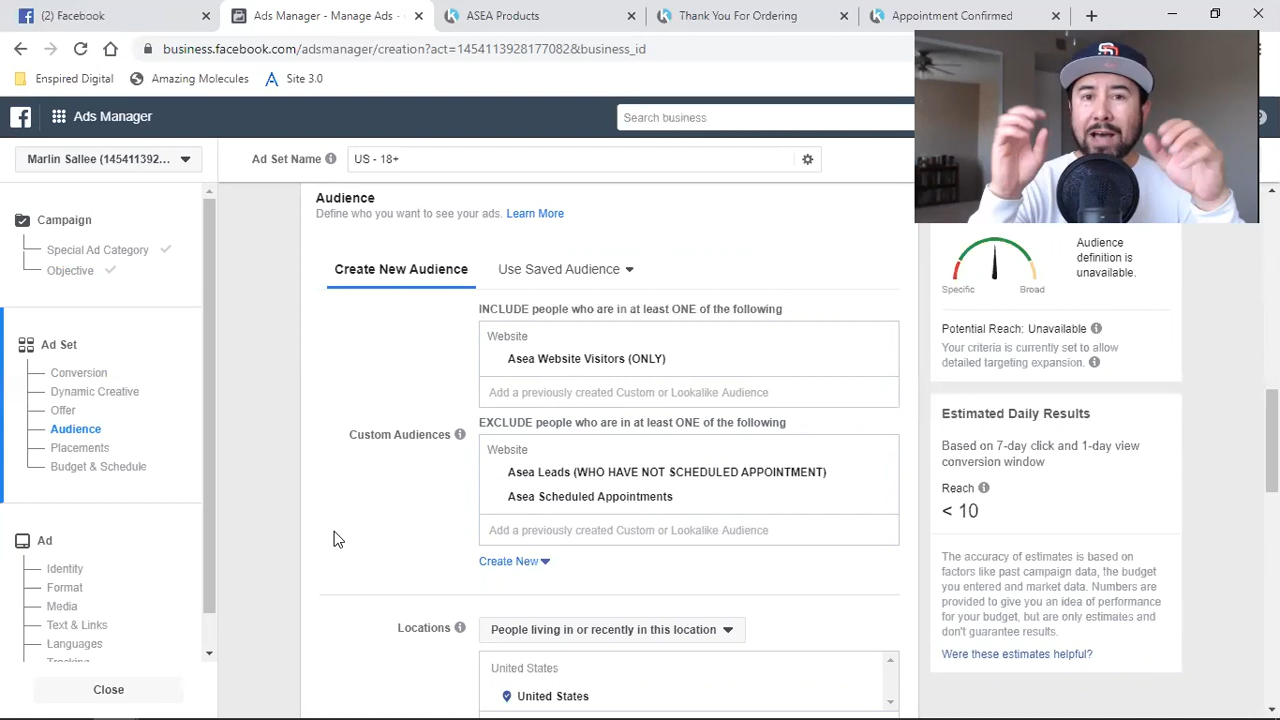 Facebook
Ads Manager - Manage Ads -
ASEA Products
Thank You For Ordering
Appointment Confirmed
business.facebook.com/adsmanager/creation?act=1454113928177082&business_id
Enspired Digital
Amazing Molecules
Site 3.0
Ads Manager
Search business
Marlin Sallee (145411392...
Ad Set Name
US - 18+
Campaign
Special Ad Category
Objective
Ad Set
Conversion
Dynamic Creative
Offer
Audience
Placements
Budget & Schedule
Ad
Identity
Format
Media
Text & Links
Languages
Close
Audience
Define who you want to see your ads. Learn More
Create New Audience
Use Saved Audience
INCLUDE people who are in at least ONE of the following
Website
Asea Website Visitors (ONLY)
Add a previously created Custom or Lookalike Audience
Custom Audiences
EXCLUDE people who are in at least ONE of the following
Website
Asea Leads (WHO HAVE NOT SCHEDULED APPOINTMENT)
Asea Scheduled Appointments
Add a previously created Custom or Lookalike Audience
Create New
Locations
People living in or recently in this location
United States
United States
Specific
Broad
Audience
definition is
unavailable.
Potential Reach: Unavailable
Your criteria is currently set to allow
detailed targeting expansion.
Estimated Daily Results
Based on 7-day click and 1-day view
conversion window
Reach
< 10
The accuracy of estimates is based on
factors like past campaign data, the budget
you entered and market data. Numbers are
provided to give you an idea of performance
for your budget, but are only estimates and
don't guarantee results.
Were these estimates helpful?